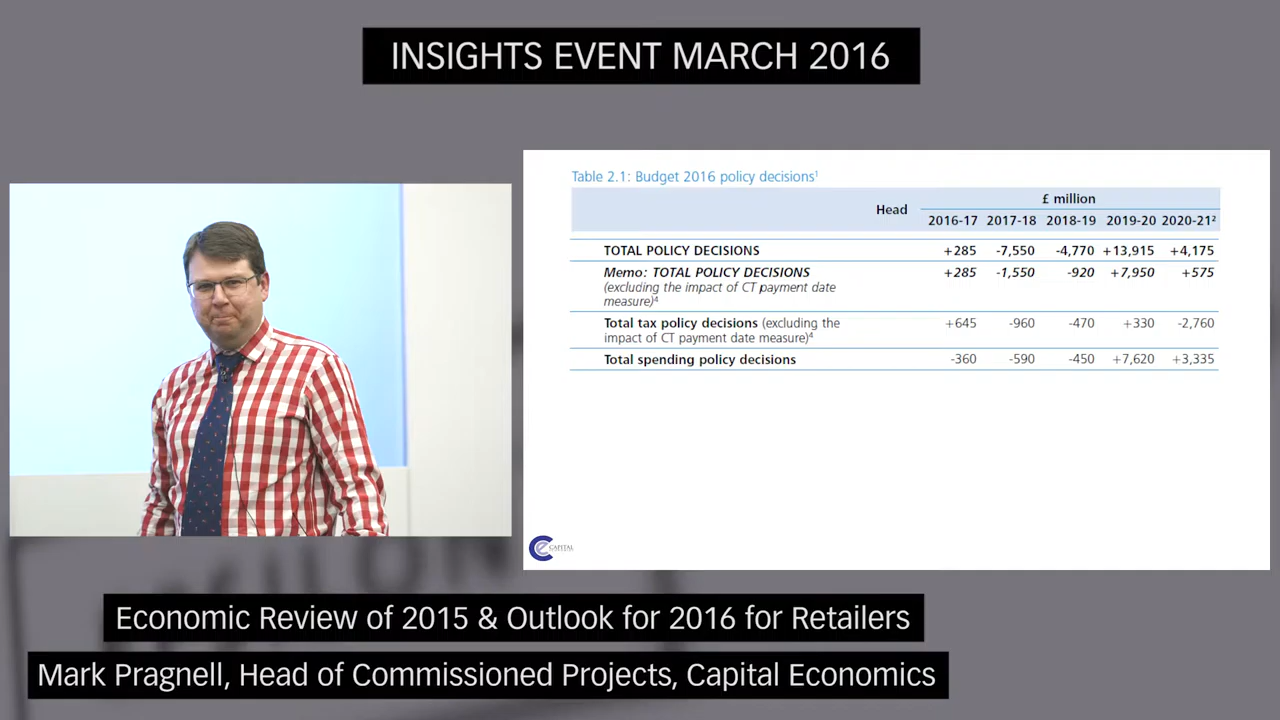 INSIGHTS EVENT MARCH 2016
Table 2.1: Budget 2016 policy decisions¹
£ million
Head
2016-17 2017-18 2018-19 2019-20 2020-21²
TOTAL POLICY DECISIONS +285 -7,550 -4,770 +13,915 +4,175
Memo: TOTAL POLICY DECISIONS +285 -1,550 -920 +7,950 +575
(excluding the impact of CT payment date
measure)⁴
Total tax policy decisions (excluding the +645 -960 -470 +330 -2,760
impact of CT payment date measure)⁴
Total spending policy decisions -360 -590 -450 +7,620 +3,335
CAPITAL
Economic Review of 2015 & Outlook for 2016 for Retailers
Mark Pragnell, Head of Commissioned Projects, Capital Economics